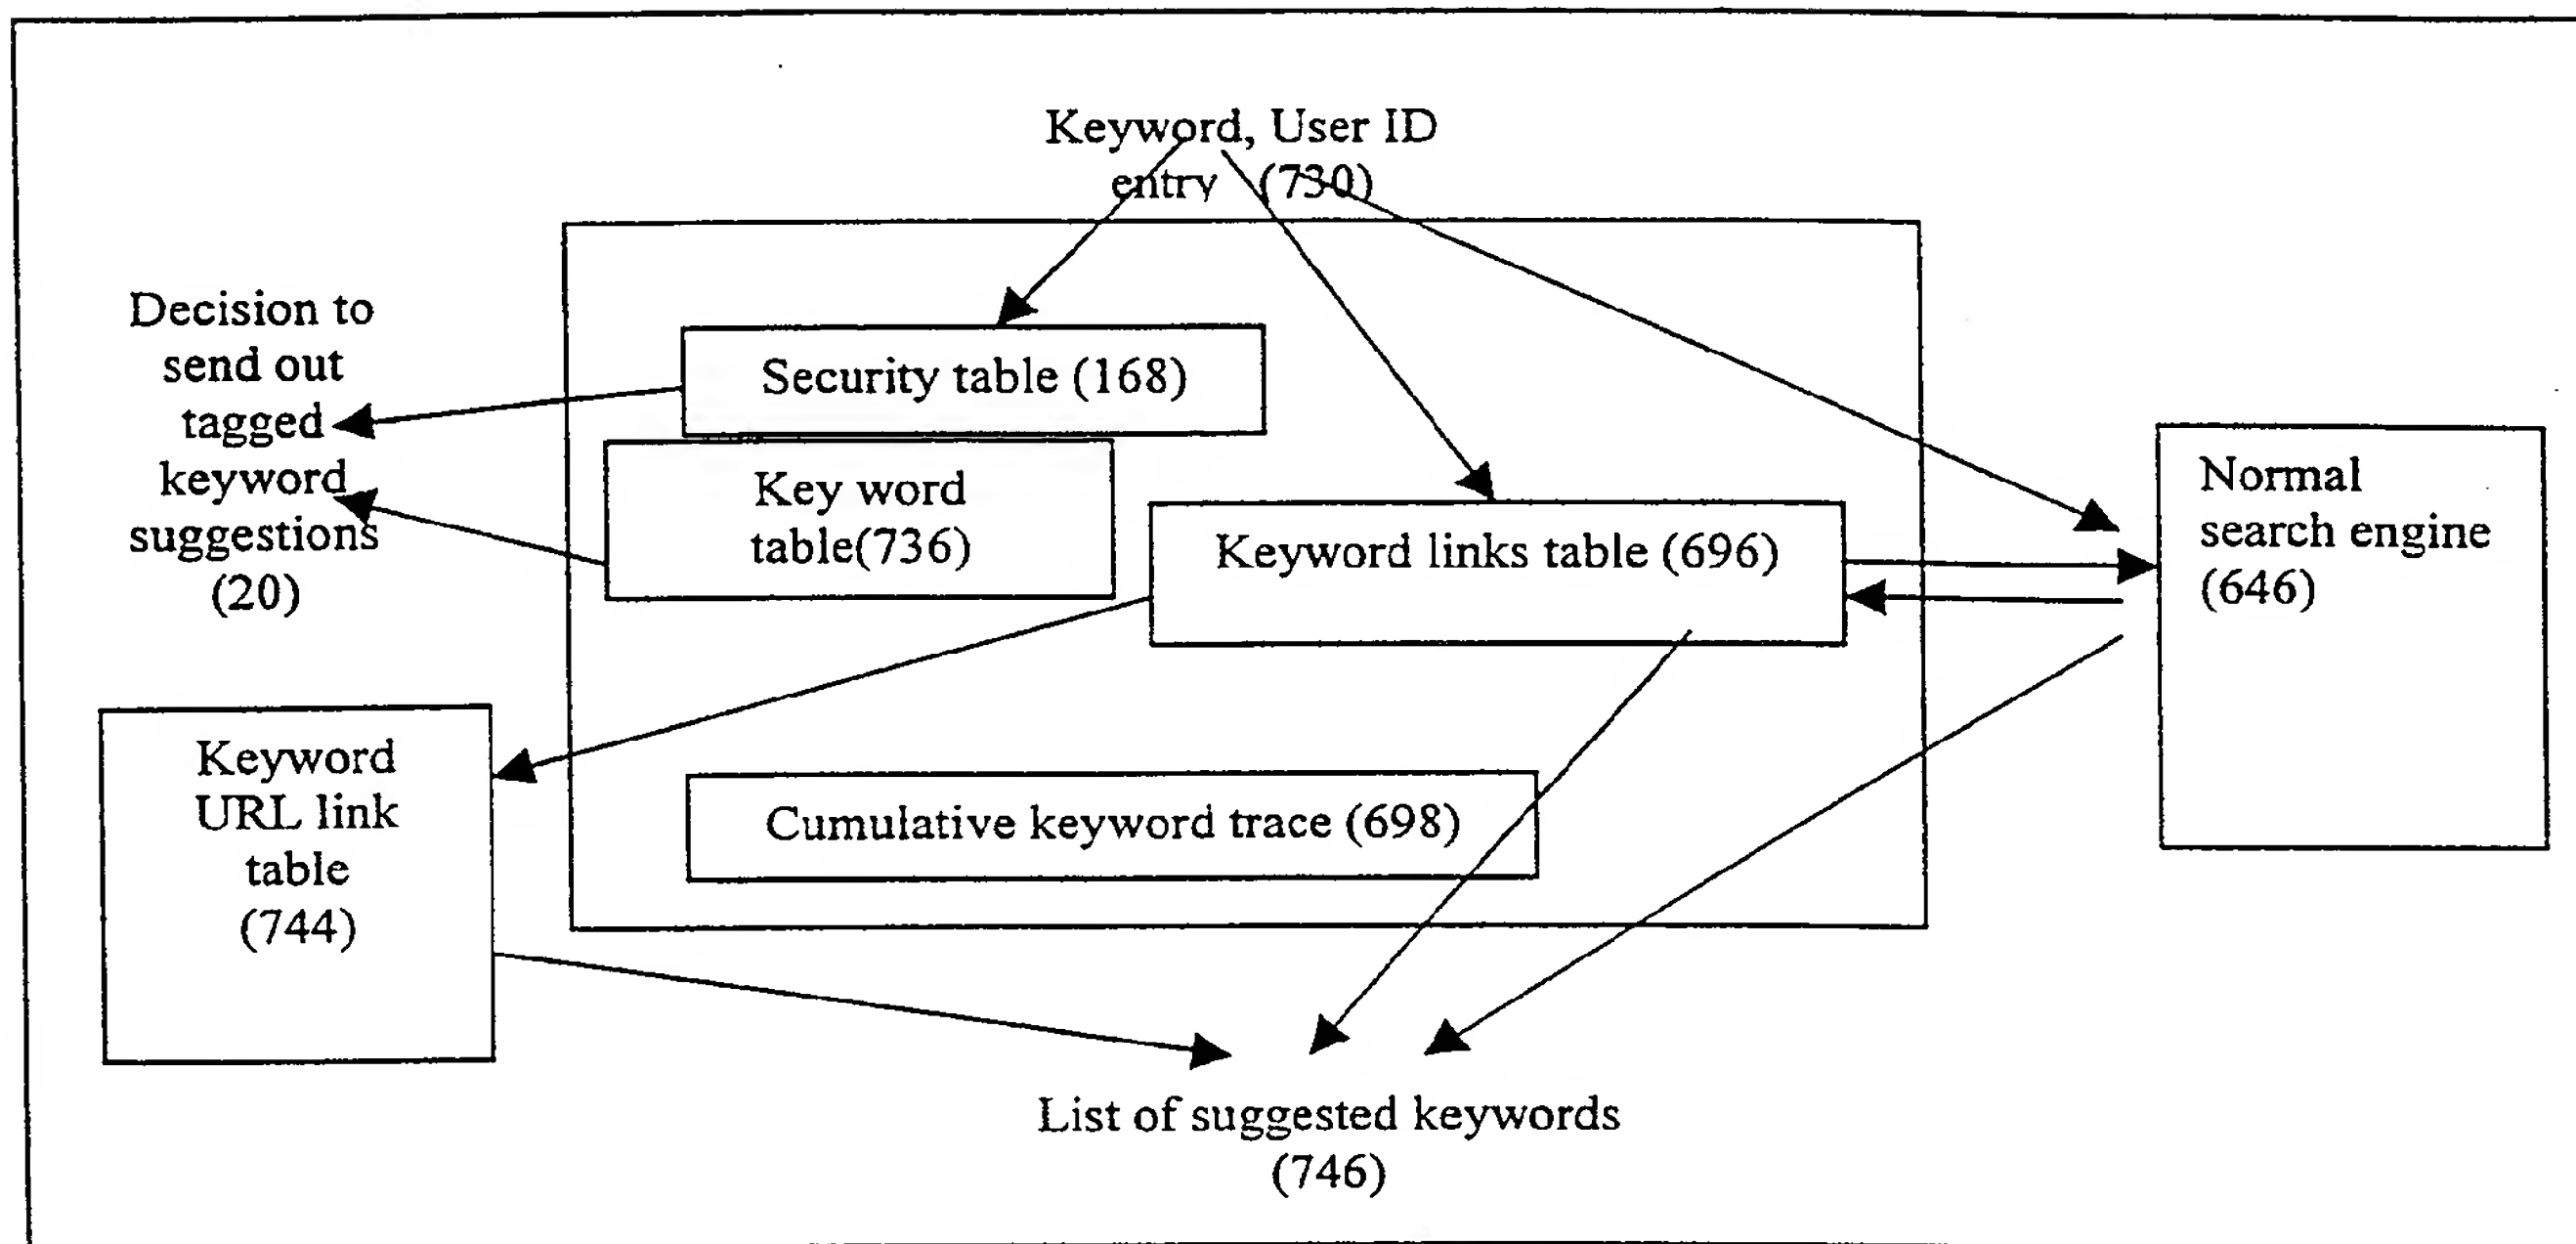 Keyword, User ID
entry (730)
Decision to
send out
tagged
keyword
suggestions
(20)
Security table (168)
Key word
table(736)
Keyword links table (696)
Normal
search engine
(646)
Keyword
URL link
table
(744)
Cumulative keyword trace (698)
List of suggested keywords
(746)